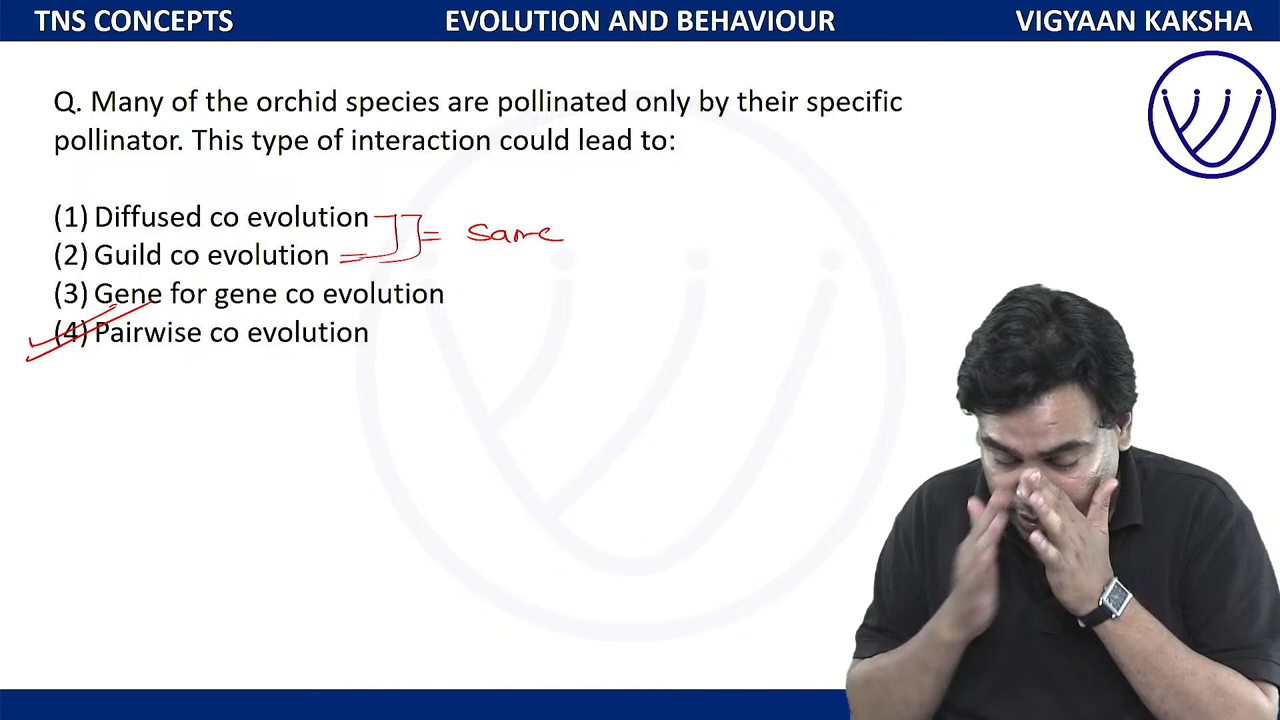 TNS CONCEPTS EVOLUTION AND BEHAVIOUR VIGYAAN KAKSHA
Q. Many of the orchid species are pollinated only by their specific
pollinator. This type of interaction could lead to:
(1) Diffused co evolution
= same
(2) Guild co evolution
(3) Gene for gene co evolution
(4) Pairwise co evolution